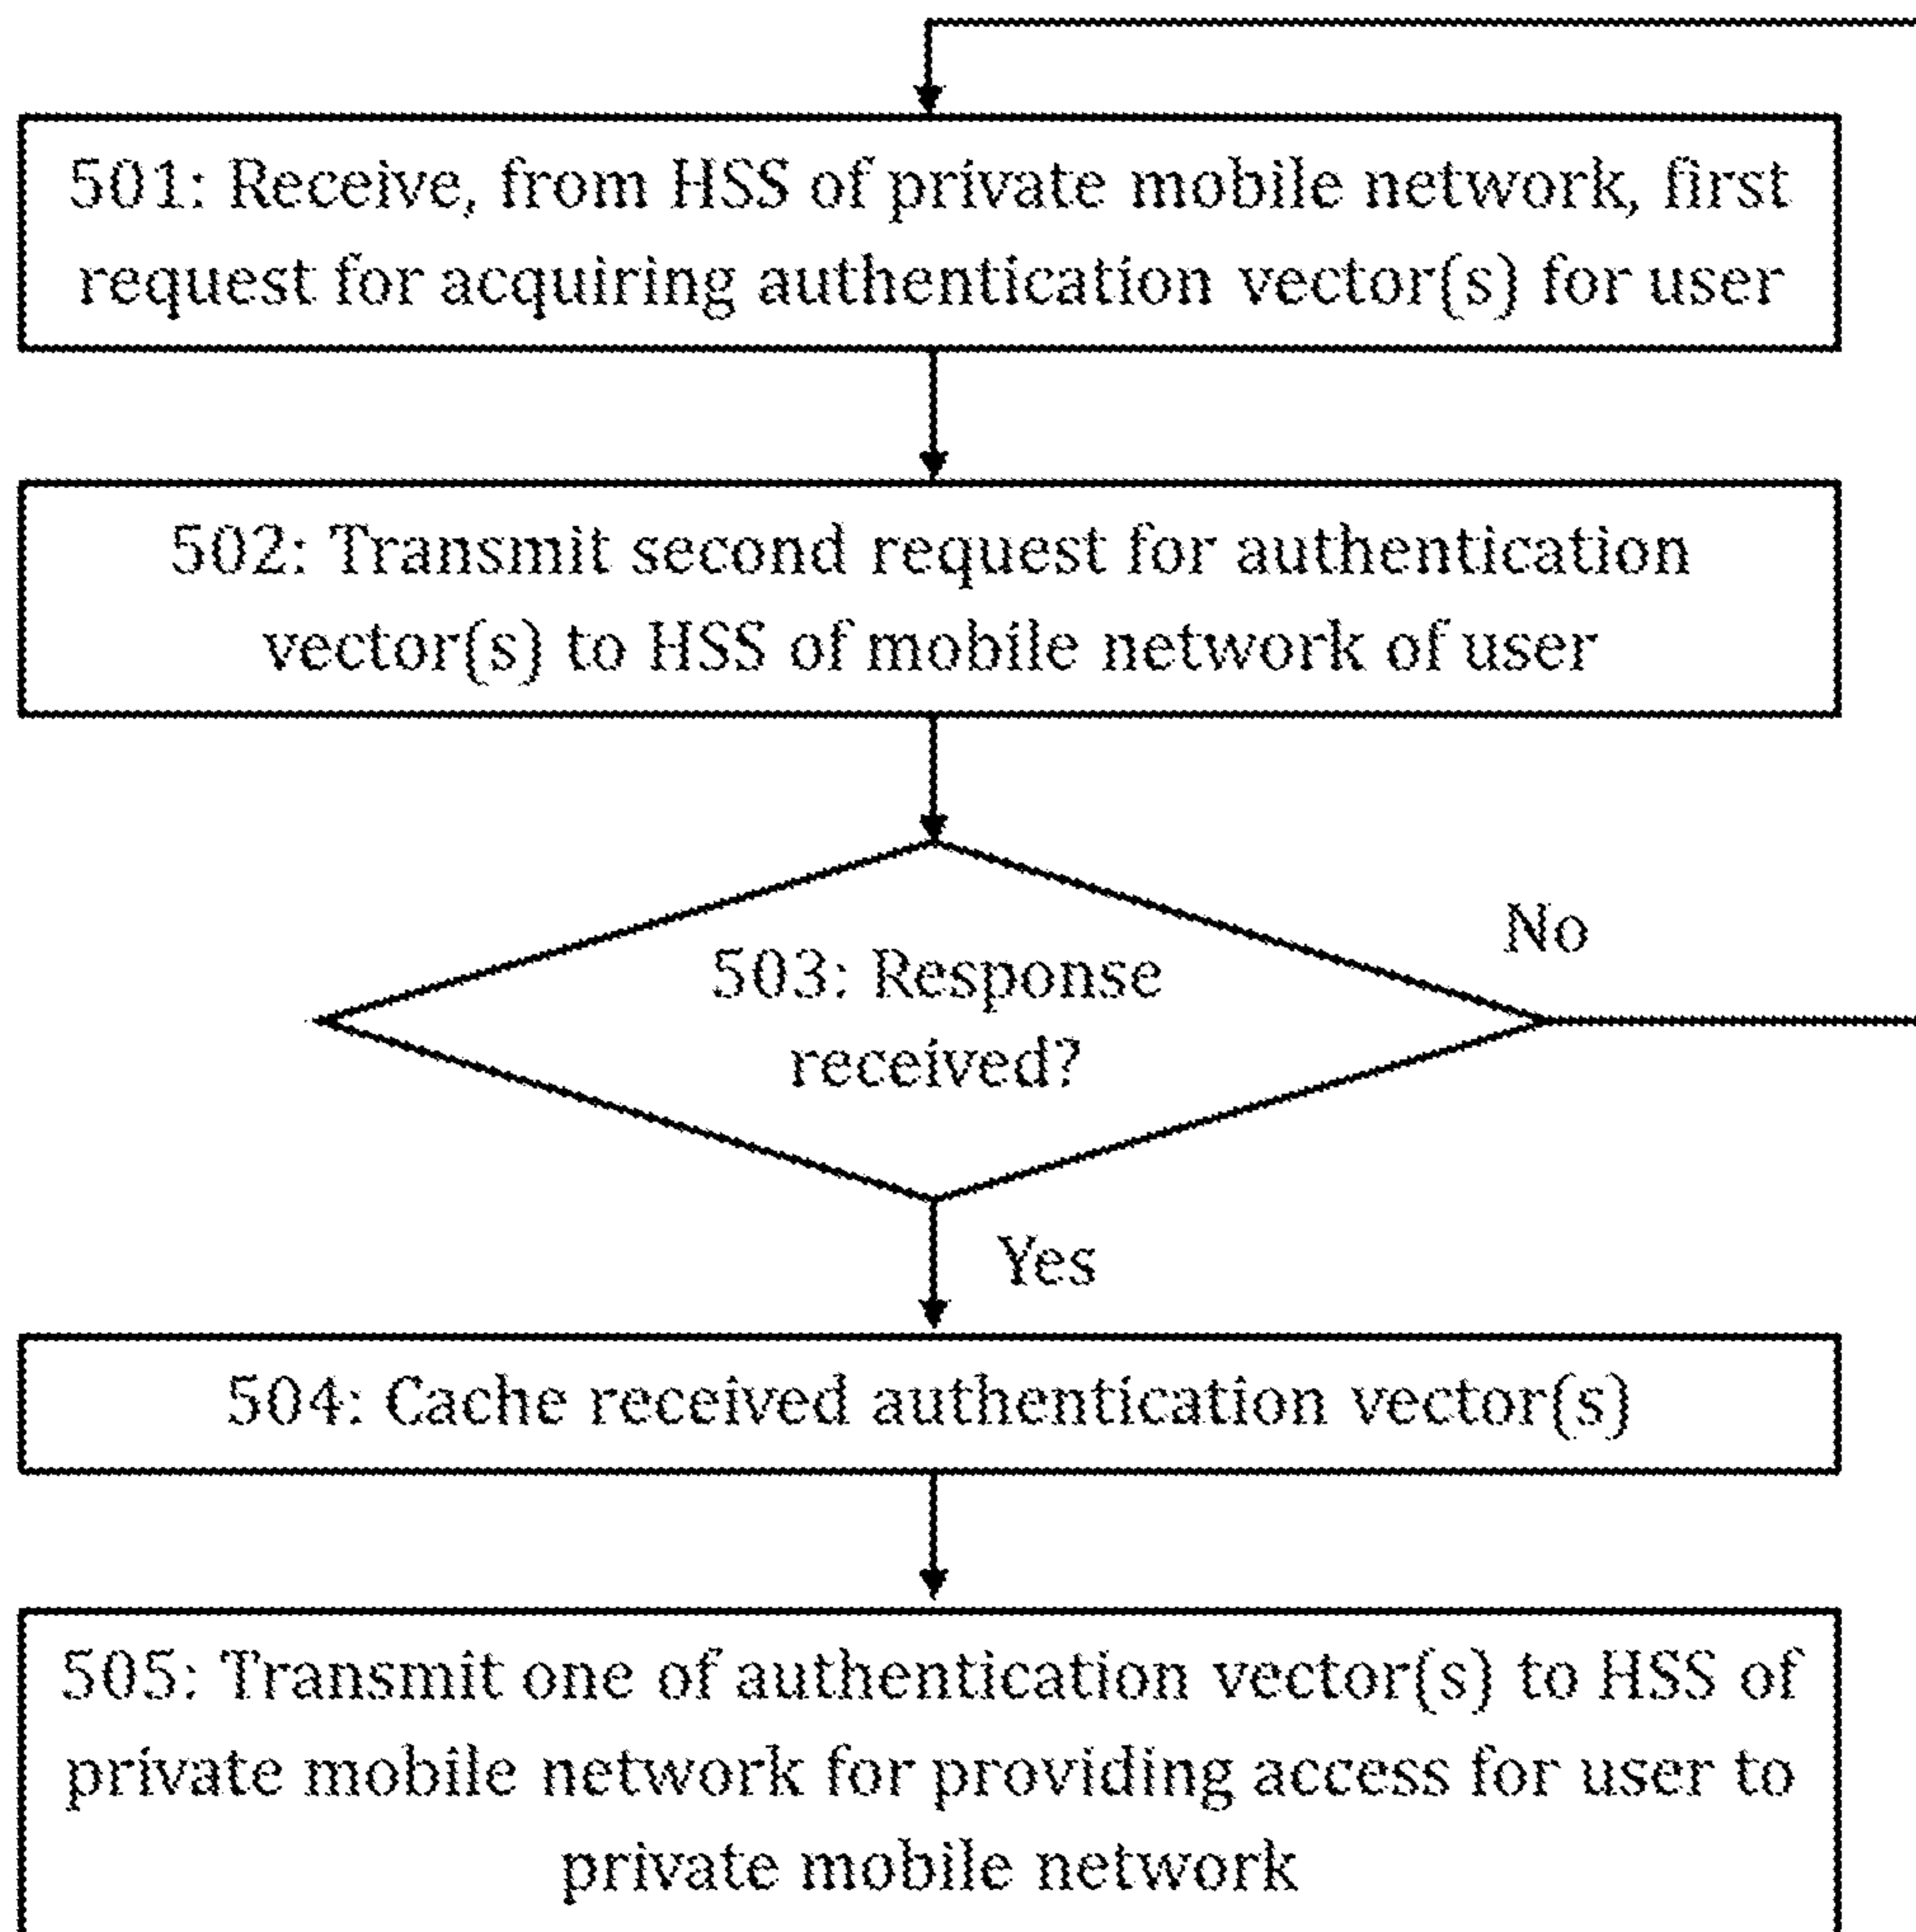 501: Receive, from HSS of private mobile network, first
request for acquiring authentication vector(s) for user
502: Transmit second request for authentication
vector(s) to HSS of mobile network of user
No
503: Response
received?
Yes
504: Cache received authentication vector(s)
505: Transmit one of authentication vector(s) to HSS of
private mobile network for providing access for user to
private mobile network